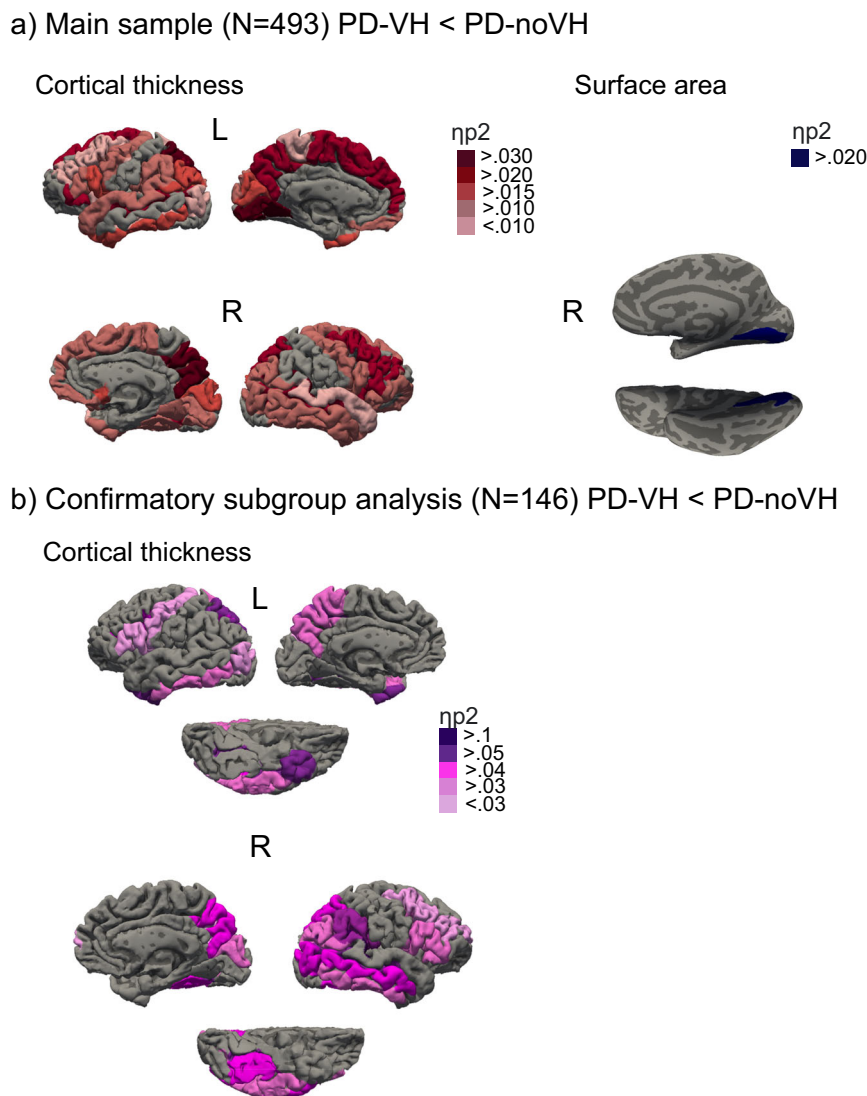 a) Main sample (N=493) PD-VH < PD-noVH
Cortical thickness
Surface area
L
ηp2
>.030
>.020
>.015
>.010
<.010
ηp2
>.020
R
R
b) Confirmatory subgroup analysis (N=146) PD-VH < PD-noVH
Cortical thickness
L
ηp2
>.1
>.05
>.04
>.03
<.03
R